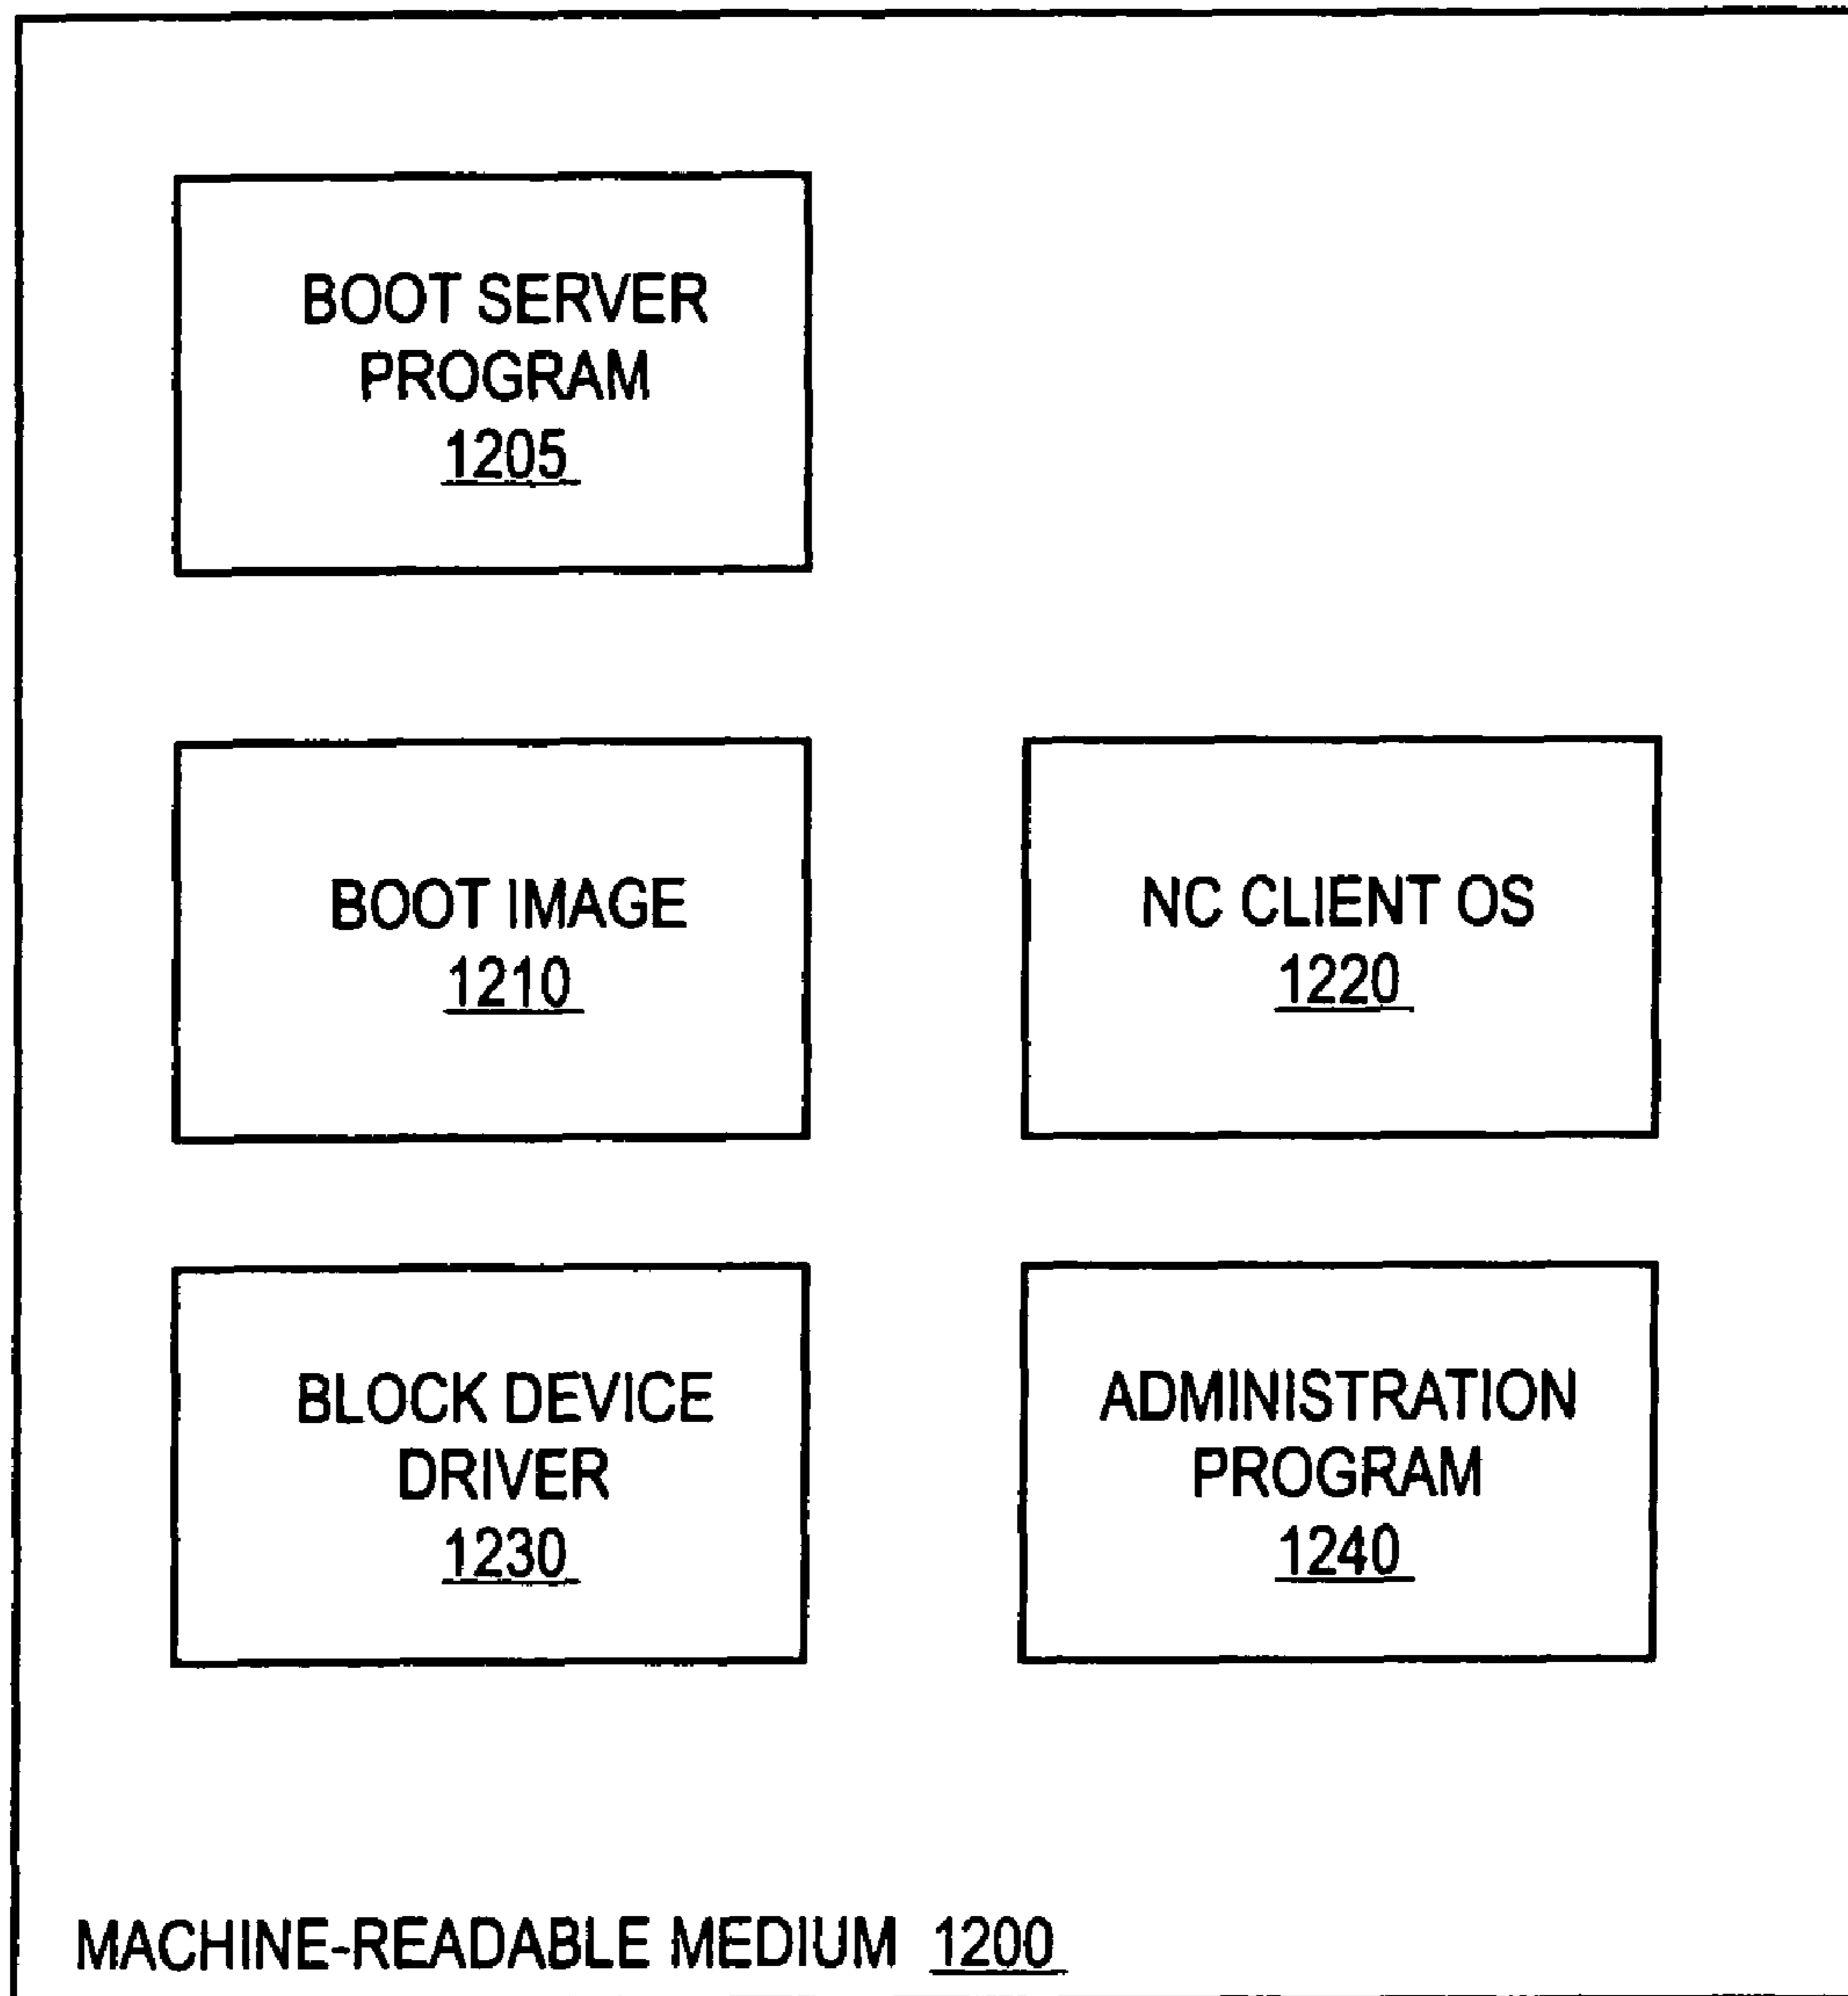 BOOT SERVER
PROGRAM
1205
BOOT IMAGE
1210
NC CLIENT OS
1220
BLOCK DEVICE
DRIVER
1230
ADMINISTRATION
PROGRAM
1240
MACHINE-READABLE MEDIUM 1200